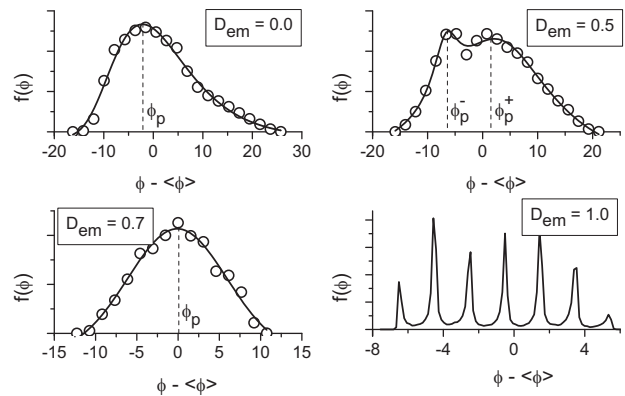 D_em = 0.0
f(ϕ)
ϕ_p
-20 -10 0 10 20 30
ϕ - <ϕ>
D_em = 0.5
f(ϕ)
ϕ_p^- ϕ_p^+
-20 -10 0 10 20
ϕ - <ϕ>
D_em = 0.7
f(ϕ)
ϕ_p
-15 -10 -5 0 5 10 15
ϕ - <ϕ>
D_em = 1.0
f(ϕ)
-8 -4 0 4
ϕ - <ϕ>